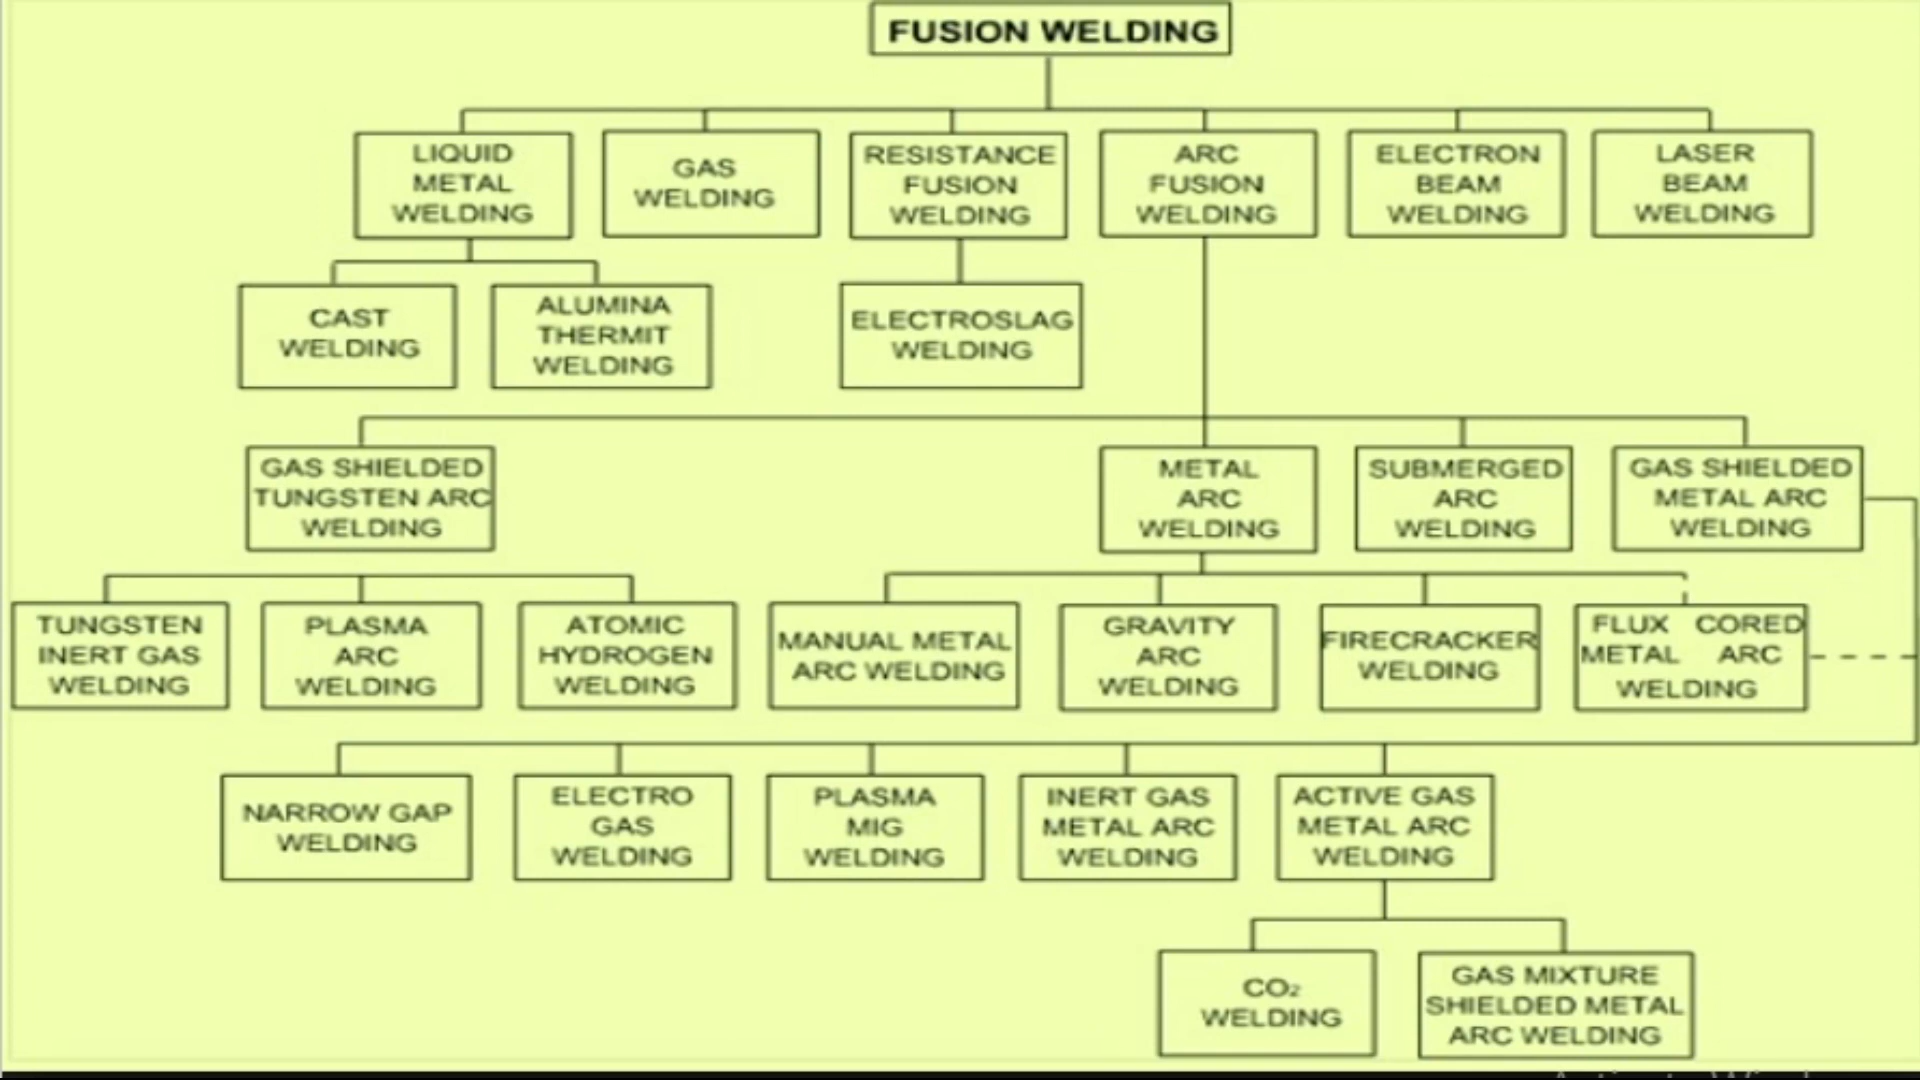 FUSION WELDING
LIQUID
METAL
WELDING
GAS
WELDING
RESISTANCE
FUSION
WELDING
ARC
FUSION
WELDING
ELECTRON
BEAM
WELDING
LASER
BEAM
WELDING
CAST
WELDING
ALUMINA
THERMIT
WELDING
ELECTROSLAG
WELDING
GAS SHIELDED
TUNGSTEN ARC
WELDING
METAL
ARC
WELDING
SUBMERGED
ARC
WELDING
GAS SHIELDED
METAL ARC
WELDING
TUNGSTEN
INERT GAS
WELDING
PLASMA
ARC
WELDING
ATOMIC
HYDROGEN
WELDING
MANUAL METAL
ARC WELDING
GRAVITY
ARC
WELDING
FIRECRACKER
WELDING
FLUX CORED
METAL ARC
WELDING
NARROW GAP
WELDING
ELECTRO
GAS
WELDING
PLASMA
MIG
WELDING
INERT GAS
METAL ARC
WELDING
ACTIVE GAS
METAL ARC
WELDING
CO₂
WELDING
GAS MIXTURE
SHIELDED METAL
ARC WELDING